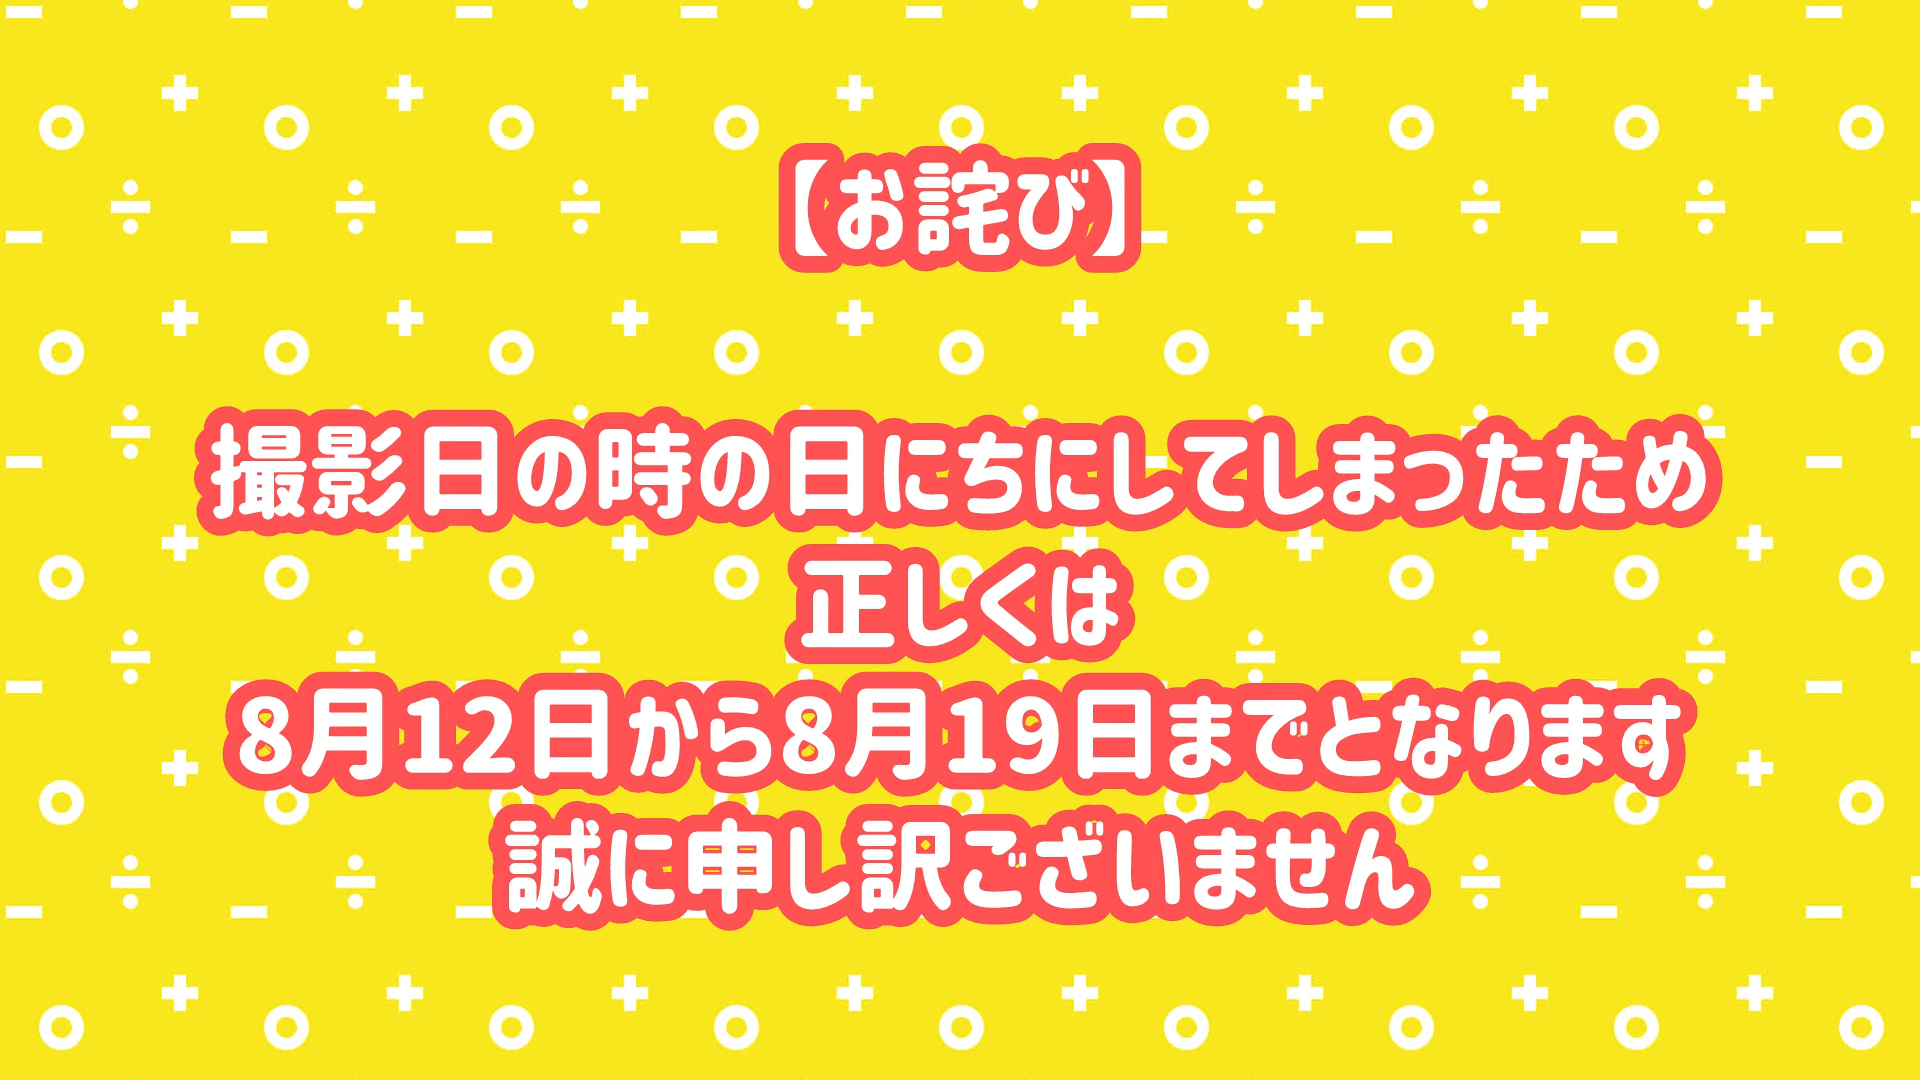 【お詫び】
撮影日の時の日にちにしてしまったため
正しくは
8月12日から8月19日までとなります
誠に申し訳ございません